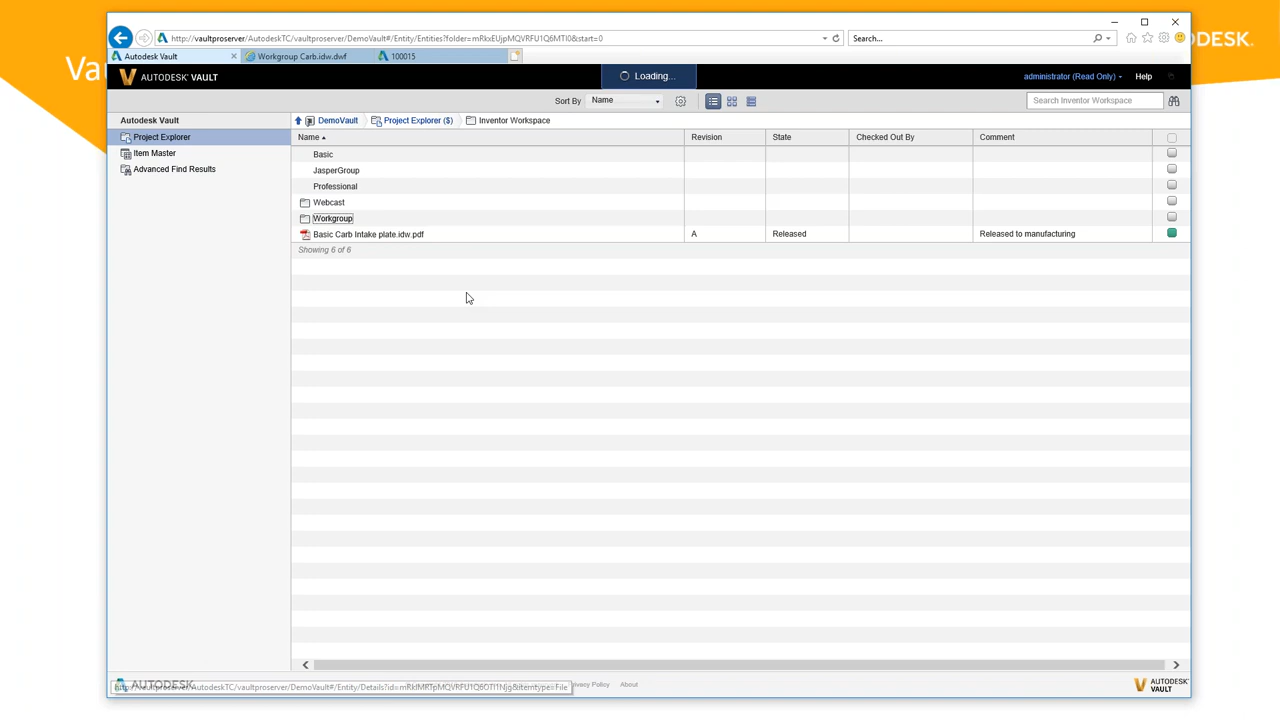 Va
DESK.
http://vaultproserver/AutodeskTC/vaultproserver/DemoVault#/Entity/Entities?folder=mRkxEUjpMQVRFU1Q6MTI0&start=0
Search...
Autodesk Vault
Workgroup Carb.idw.dwf
100015
AUTODESK® VAULT
Loading...
administrator (Read Only)
Help
Sort By
Name
Search Inventor Workspace
Autodesk Vault
DemoVault
Project Explorer ($)
Inventor Workspace
Project Explorer
Item Master
Advanced Find Results
Name
Revision
State
Checked Out By
Comment
Basic
JasperGroup
Professional
Webcast
Workgroup
Basic Carb Intake plate.idw.pdf
A
Released
Released to manufacturing
Showing 6 of 6
AUTODESK
rivacy Policy
About
AUTODESK®
VAULT